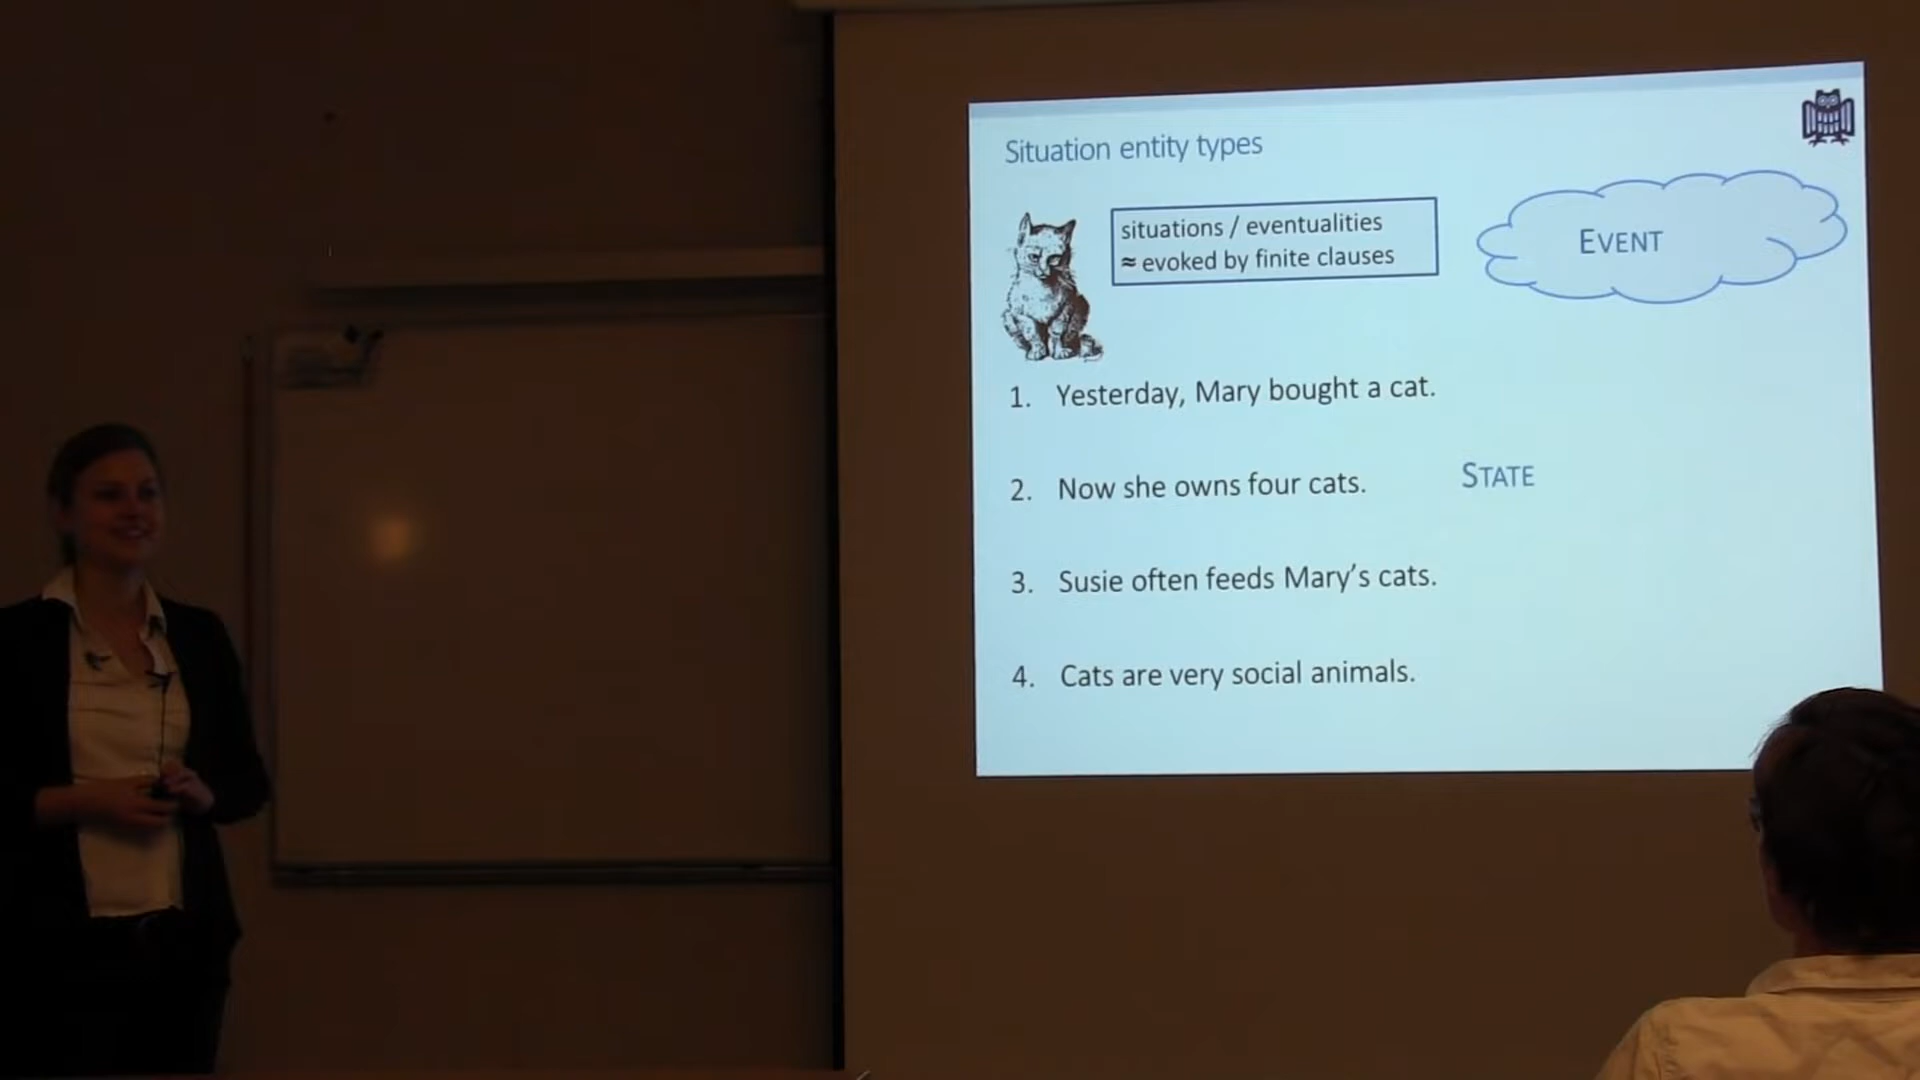 Situation entity types
situations / eventualities
≈ evoked by finite clauses
EVENT
1. Yesterday, Mary bought a cat.
2. Now she owns four cats.
STATE
3. Susie often feeds Mary’s cats.
4. Cats are very social animals.